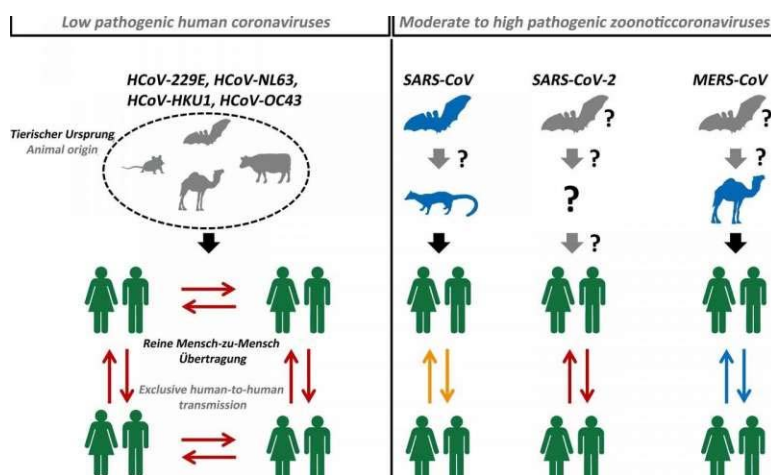 Low pathogenic human coronaviruses
Moderate to high pathogenic zoonoticcoronaviruses
HCoV-229E, HCoV-NL63,
HCoV-HKU1, HCoV-OC43
Tierischer Ursprung
Animal origin
SARS-CoV
SARS-CoV-2
MERS-CoV
?
?
?
?
?
?
?
Reine Mensch-zu-Mensch
Übertragung
Exclusive human-to-human
transmission